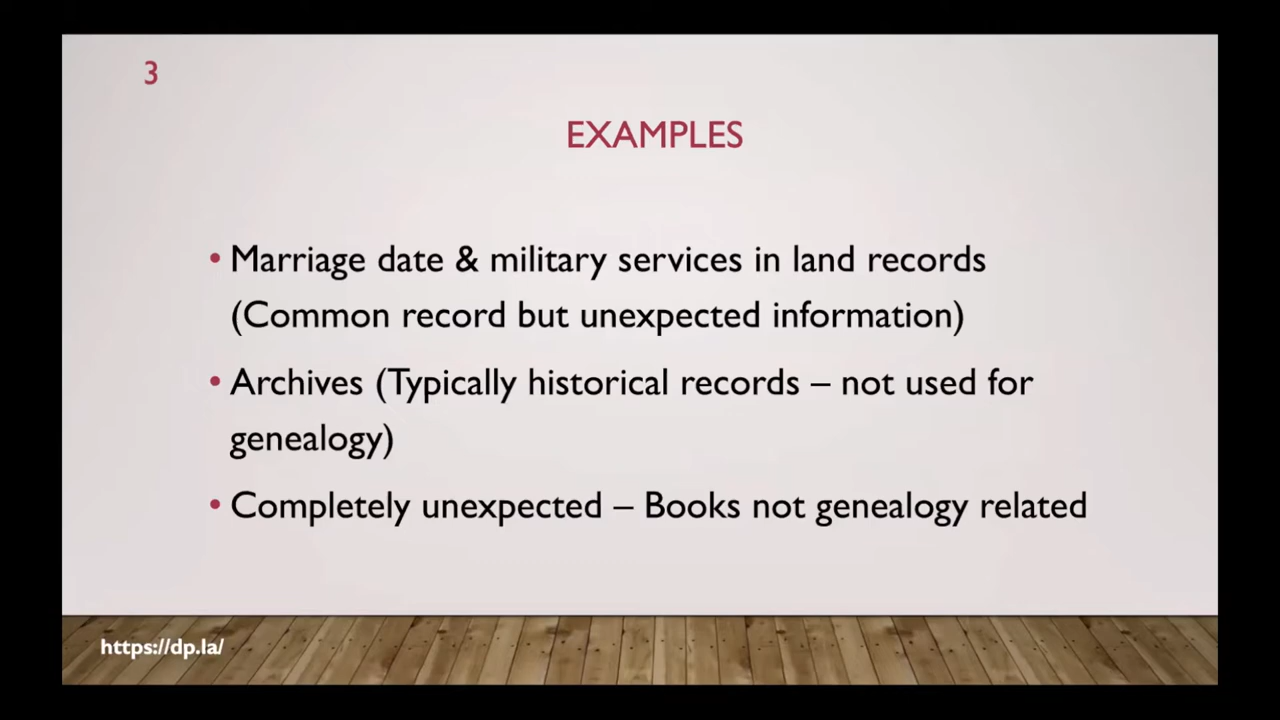 3
EXAMPLES
• Marriage date & military services in land records
(Common record but unexpected information)
• Archives (Typically historical records – not used for
genealogy)
• Completely unexpected – Books not genealogy related
https://dp.la/